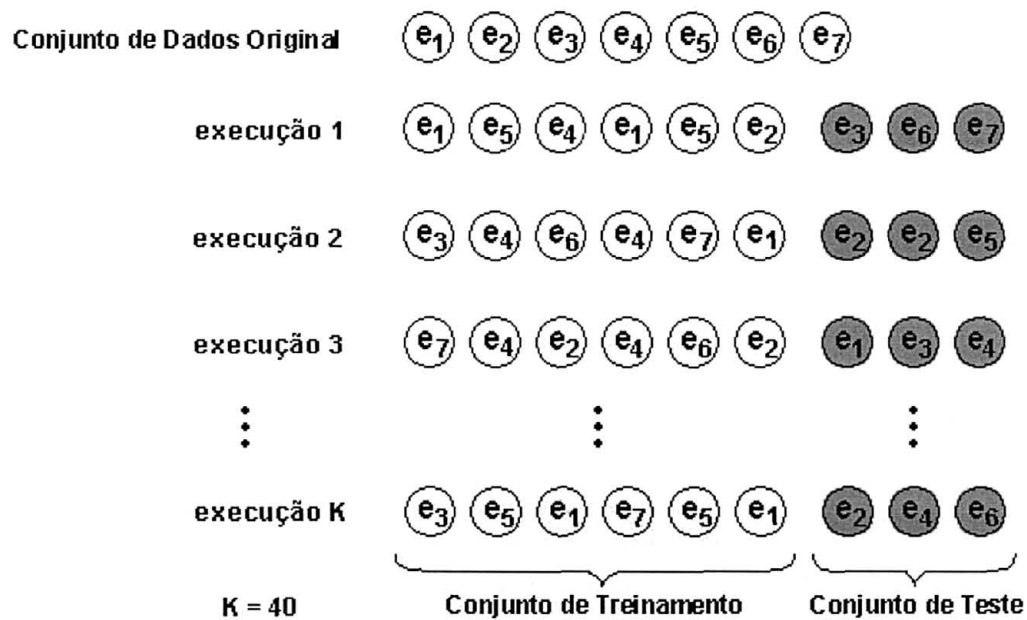 Conjunto de Dados Original e1 e2 e3 e4 e5 e6 e7
execução 1 e1 e5 e4 e1 e5 e2 e3 e6 e7
execução 2 e3 e4 e6 e4 e7 e1 e2 e2 e5
execução 3 e7 e4 e2 e4 e6 e2 e1 e3 e4
execução K e3 e5 e1 e7 e5 e1 e2 e4 e6
K = 40 Conjunto de Treinamento Conjunto de Teste